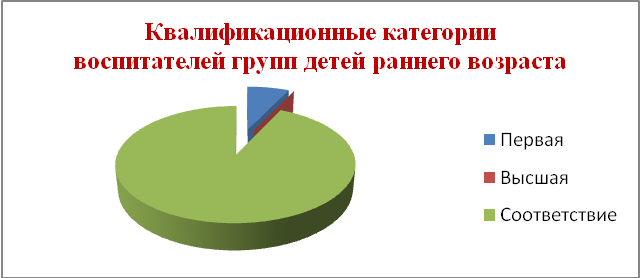 Квалификационные категории
воспитателей групп детей раннего возраста
Первая
Высшая
Соответствие